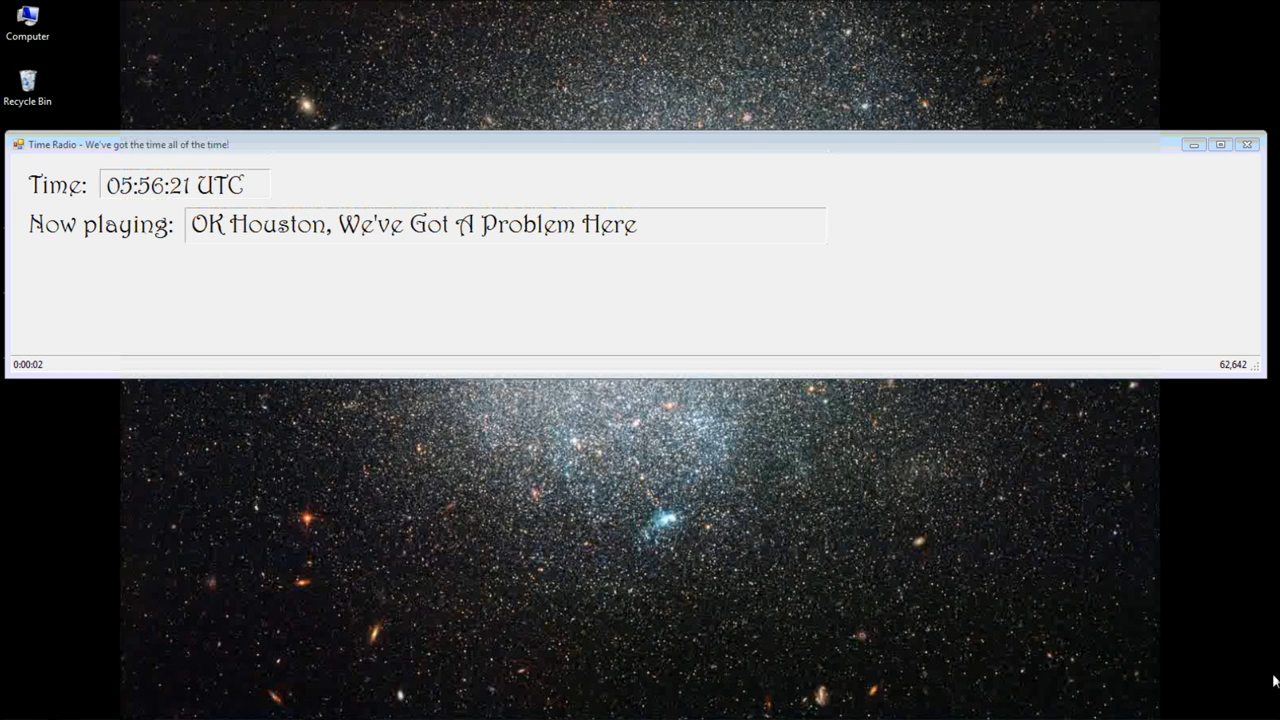 Computer
Recycle Bin
Time Radio - We've got the time all of the time!
Time: 05:56:21 UTC
Now playing: OK Houston, We've Got A Problem Here
0:00:02 62,642